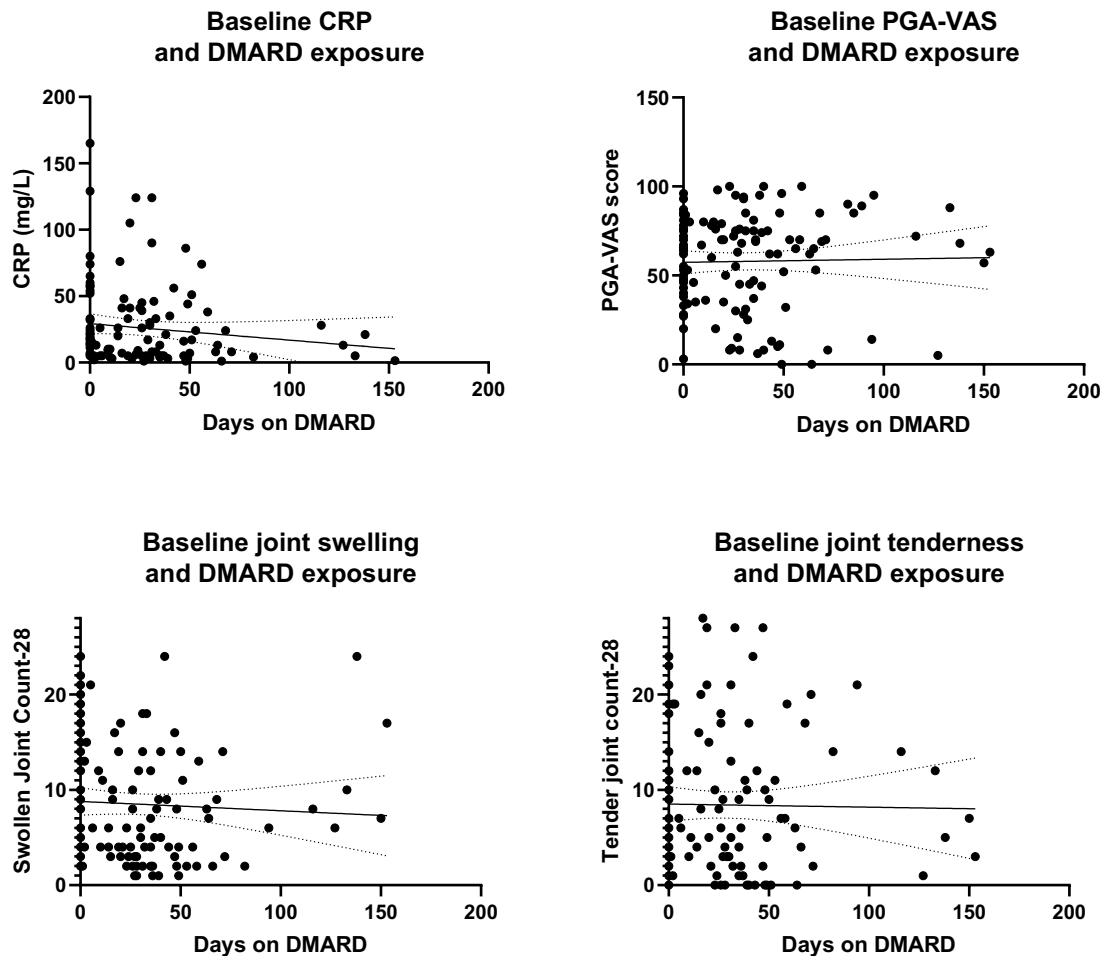 Baseline CRP
and DMARD exposure
200
150
100
50
0
CRP (mg/L)
0 50 100 150 200
Days on DMARD
Baseline PGA-VAS
and DMARD exposure
150
100
50
0
PGA-VAS score
0 50 100 150 200
Days on DMARD
Baseline joint swelling
and DMARD exposure
20
10
0
Swollen Joint Count-28
0 50 100 150 200
Days on DMARD
Baseline joint tenderness
and DMARD exposure
20
10
0
Tender joint count-28
0 50 100 150 200
Days on DMARD